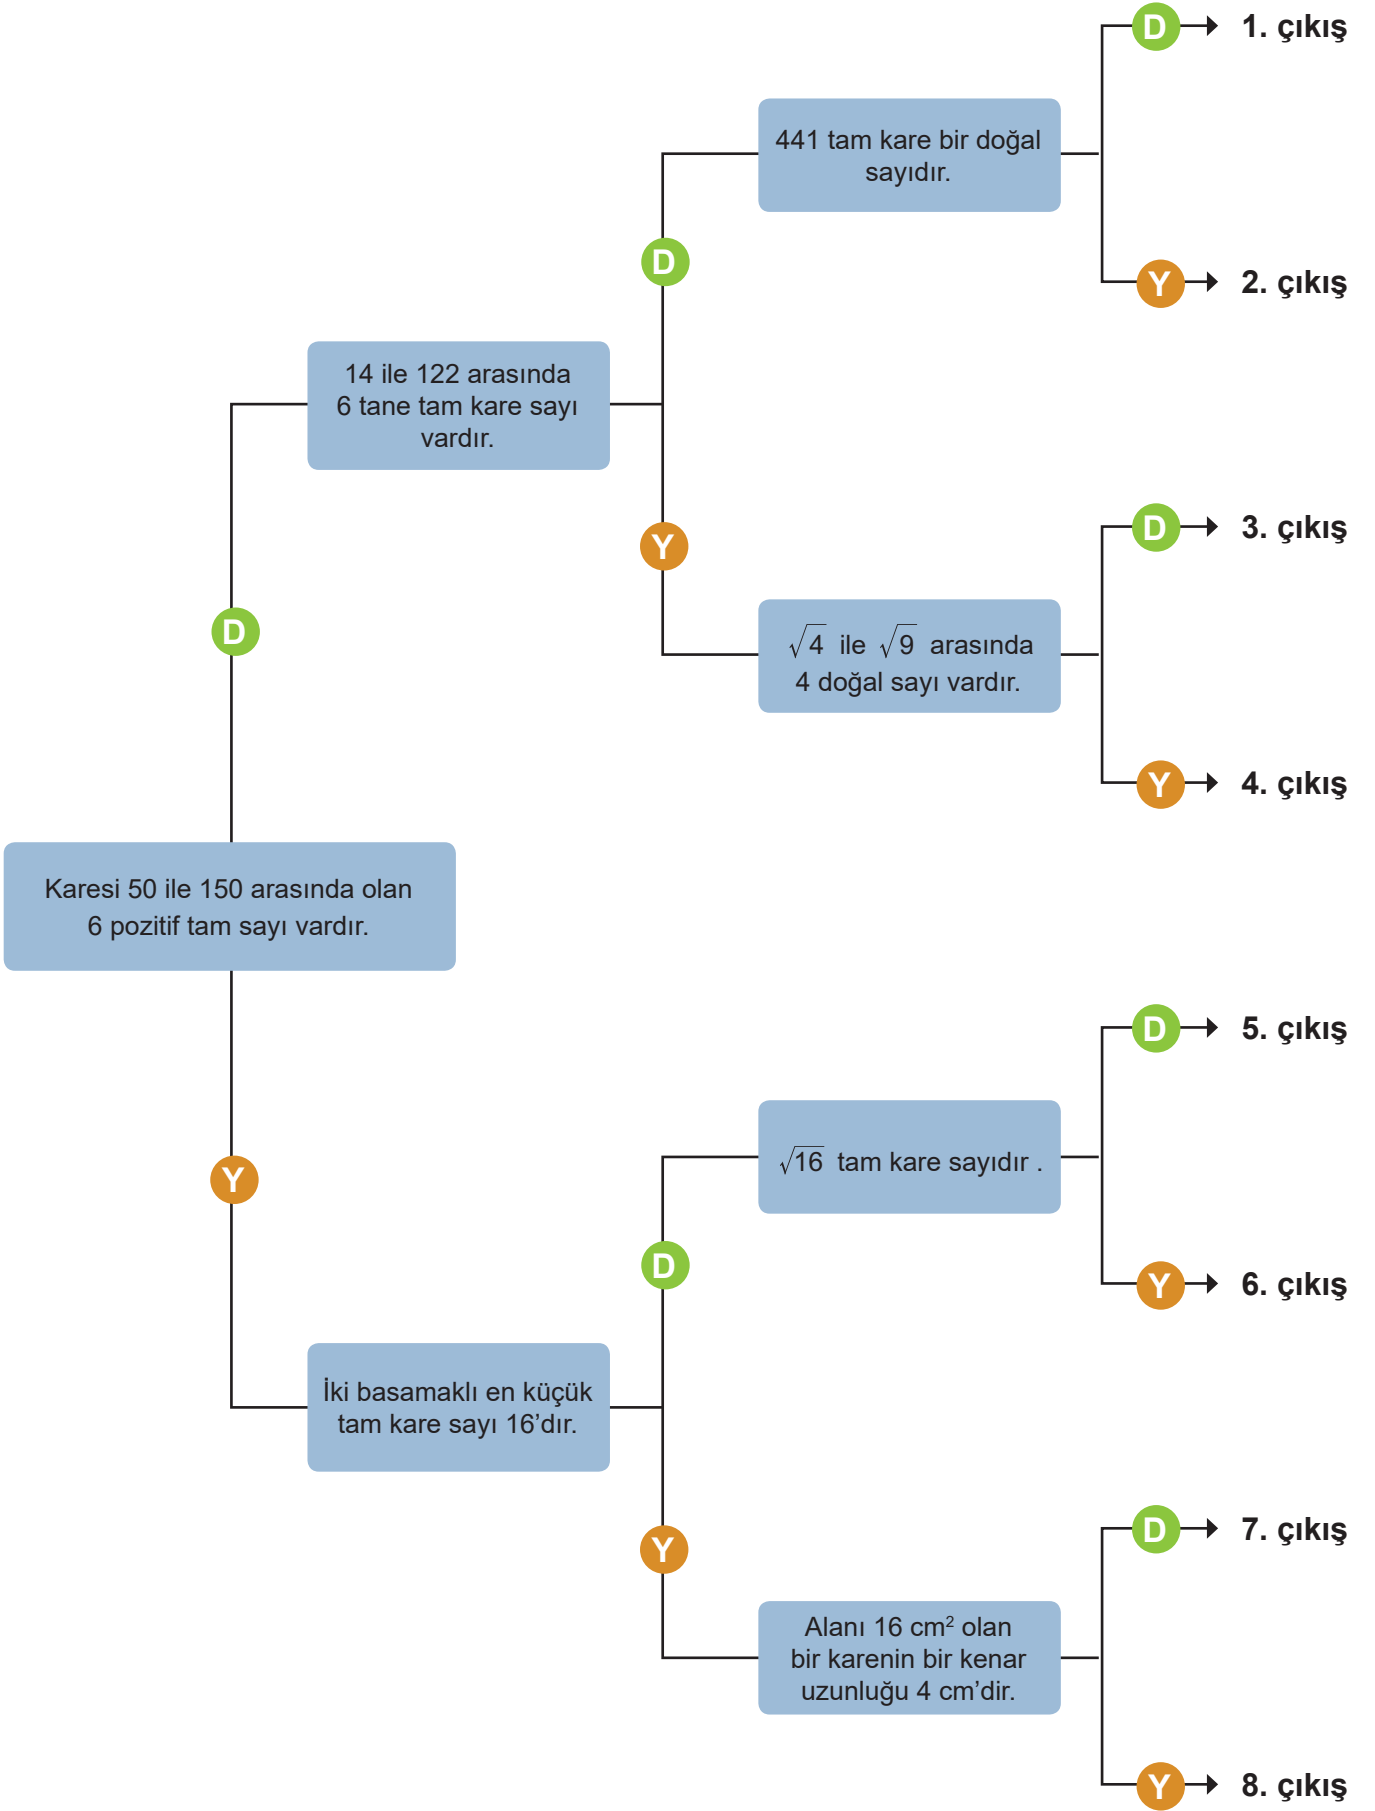 D
1. çıkış
441 tam kare bir doğal
sayıdır.
D
Y
2. çıkış
14 ile 122 arasında
6 tane tam kare sayı
vardır.
D
3. çıkış
Y
D
√4 ile √9 arasında
4 doğal sayı vardır.
Y
4. çıkış
Karesi 50 ile 150 arasında olan
6 pozitif tam sayı vardır.
D
5. çıkış
√16 tam kare sayıdır .
Y
D
Y
6. çıkış
İki basamaklı en küçük
tam kare sayı 16’dır.
D
7. çıkış
Y
Alanı 16 cm² olan
bir karenin bir kenar
uzunluğu 4 cm’dir.
Y
8. çıkış